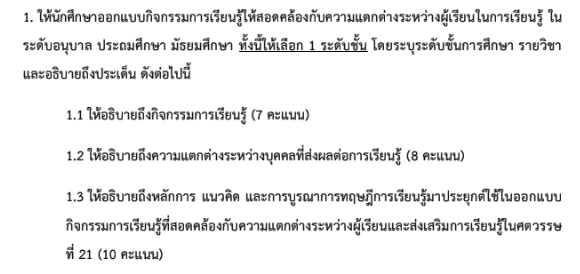 1. ให้นักศึกษาออกแบบกิจกรรมการเรียนรู้ให้สอดคล้องกับความแตกต่างระหว่างผู้เรียนในการเรียนรู้ ใน
ระดับอนุบาล ประถมศึกษา มัธยมศึกษา ทั้งนี้ให้เลือก 1 ระดับชั้น โดยระบุระดับชั้นการศึกษา รายวิชา
และอธิบายถึงประเด็น ดังต่อไปนี้
1.1 ให้อธิบายถึงกิจกรรมการเรียนรู้ (7 คะแนน)
1.2 ให้อธิบายถึงความแตกต่างระหว่างบุคคลที่ส่งผลต่อการเรียนรู้ (8 คะแนน)
1.3 ให้อธิบายถึงหลักการ แนวคิด และการบูรณาการทฤษฎีการเรียนรู้มาประยุกต์ใช้ในออกแบบ
กิจกรรมการเรียนรู้ที่สอดคล้องกับความแตกต่างระหว่างผู้เรียนและส่งเสริมการเรียนรู้ในศตวรรษ
ที่ 21 (10 คะแนน)